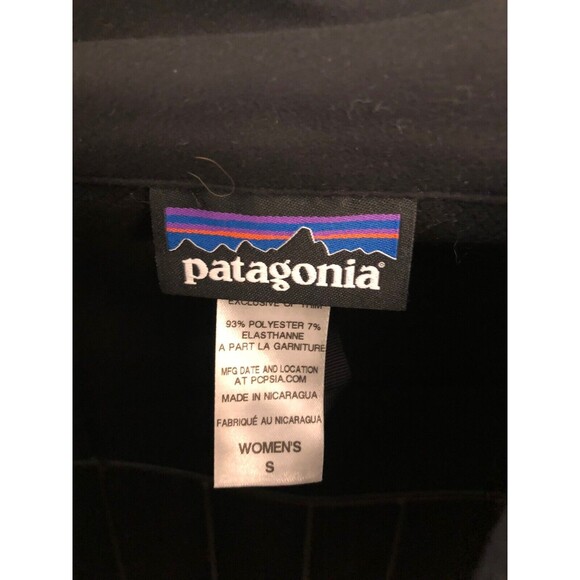 patagonia®
EXCLUSIVE OF TRIM
93% POLYESTER 7%
ELASTHANNE
A PART LA GARNITURE
MFG DATE AND LOCATION
AT PCPSIA.COM
MADE IN NICARAGUA
FABRIQUÉ AU NICARAGUA
WOMEN'S
S